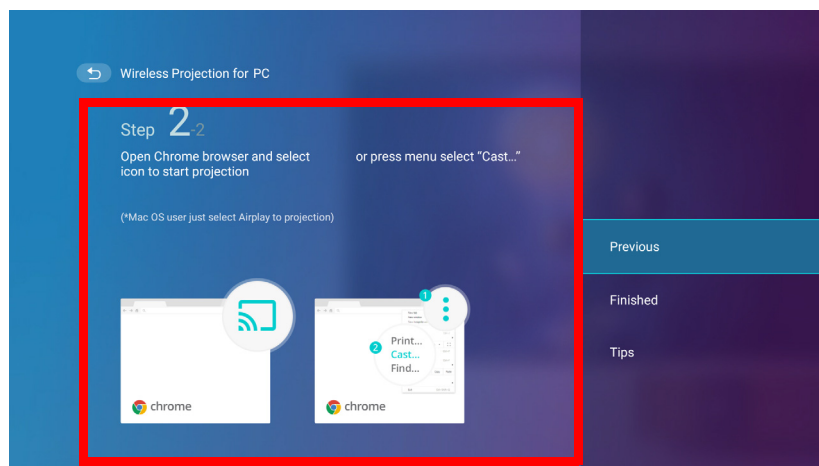 Wireless Projection for PC
Step 2-2
Open Chrome browser and select
icon to start projection
or press menu select “Cast...”
(*Mac OS user just select Airplay to projection)
Previous
Finished
Tips
1
2
Print...
Cast...
Find...
chrome
chrome